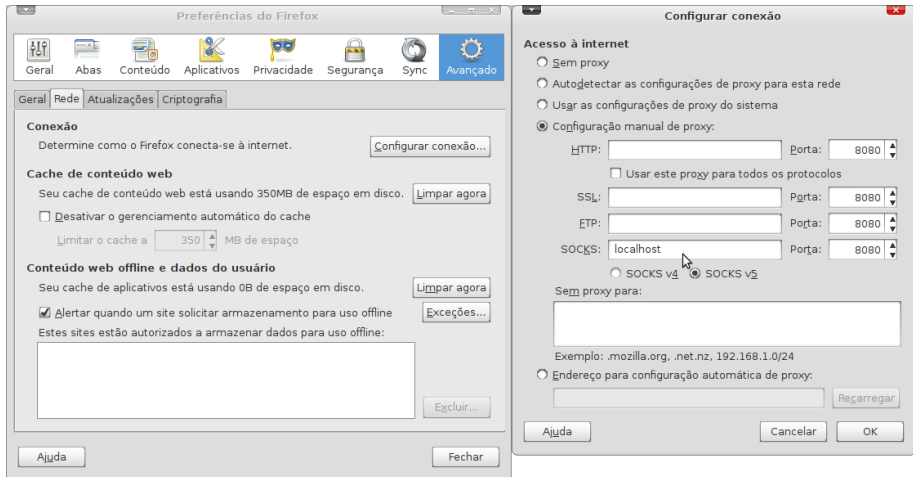 Preferências do Firefox
Geral Abas Conteúdo Aplicativos Privacidade Segurança Sync Avançado
Geral Rede Atualizações Criptografia
Conexão
Determine como o Firefox conecta-se à internet. Configurar conexão...
Cache de conteúdo web
Seu cache de conteúdo web está usando 350MB de espaço em disco. Limpar agora
Desativar o gerenciamento automático do cache
Limitar o cache a 350 MB de espaço
Conteúdo web offline e dados do usuário
Seu cache de aplicativos está usando 0B de espaço em disco. Limpar agora
Alertar quando um site solicitar armazenamento para uso offline Exceções...
Estes sites estão autorizados a armazenar dados para uso offline:
Excluir...
Ajuda Fechar
Configurar conexão
Acesso à internet
Sem proxy
Autodetectar as configurações de proxy para esta rede
Usar as configurações de proxy do sistema
Configuração manual de proxy:
HTTP: Porta: 8080
Usar este proxy para todos os protocolos
SSL: Porta: 8080
FTP: Porta: 8080
SOCKS: localhost Porta: 8080
SOCKS v4 SOCKS v5
Sem proxy para:
Exemplo: .mozilla.org, .net.nz, 192.168.1.0/24
Endereço para configuração automática de proxy:
Recarregar
Ajuda Cancelar OK